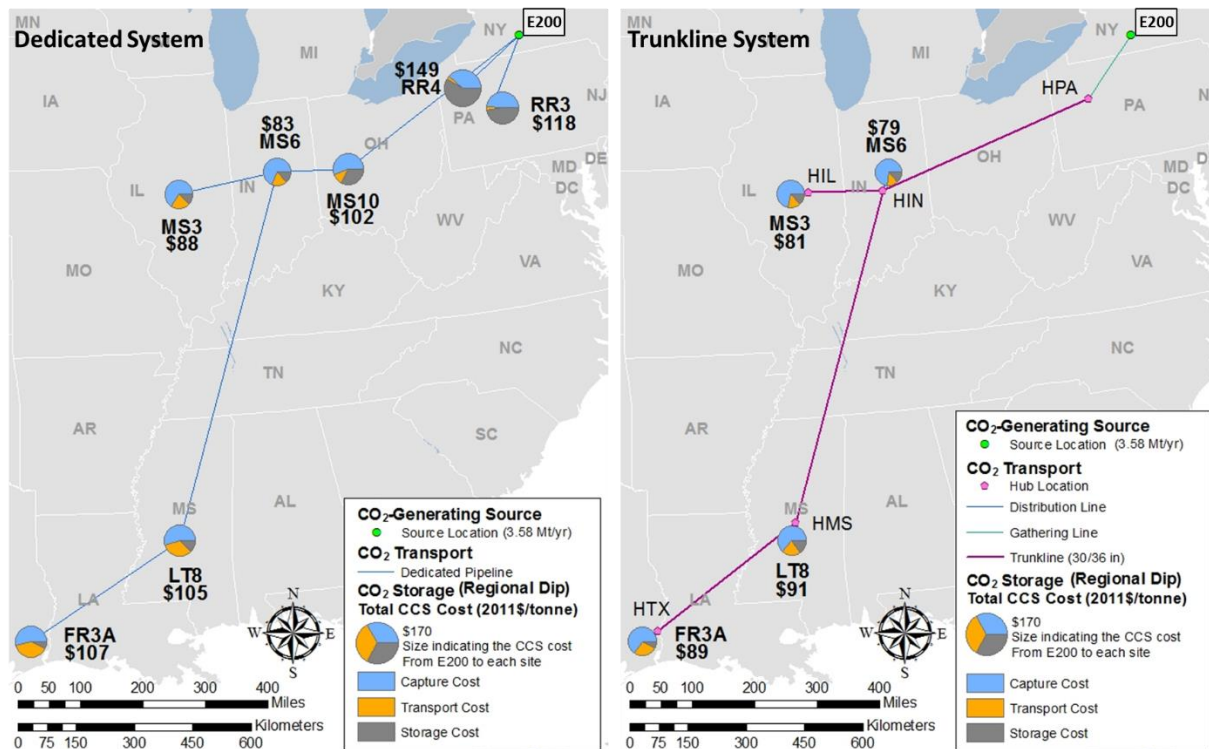 Dedicated System
MN
IA
MI
NY
E200
$149
RR4
PA
RR3
$118
NJ
$83
MS6
OH
IL
IN
MS3
$88
MS10
$102
MD
DE
DC
WV
VA
MO
KY
NC
TN
AR
SC
MS
AL
LT8
$105
LA
FR3A
$107
N
W
E
S
0 50 100 200 300 400
Miles
Kilometers
0 75 150 300 450 600
CO2-Generating Source
Source Location (3.58 Mt/yr)
CO2 Transport
Dedicated Pipeline
CO2 Storage (Regional Dip)
Total CCS Cost (2011$/tonne)
$170
Size indicating the CCS cost
From E200 to each site
Capture Cost
Transport Cost
Storage Cost
Trunkline System
MN
IA
MI
NY
E200
HPA
PA
NJ
$79
MS6
OH
IL
HIL
IN
HIN
MS3
$81
MD
DE
DC
WV
VA
MO
KY
NC
TN
AR
SC
MS
AL
HMS
LT8
$91
HTX
LA
FR3A
$89
N
W
E
S
0 50 100 200 300 400
Miles
Kilometers
0 75 150 300 450 600
CO2-Generating Source
Source Location (3.58 Mt/yr)
CO2 Transport
Hub Location
Distribution Line
Gathering Line
Trunkline (30/36 in)
CO2 Storage (Regional Dip)
Total CCS Cost (2011$/tonne)
$170
Size indicating the CCS cost
From E200 to each site
Capture Cost
Transport Cost
Storage Cost